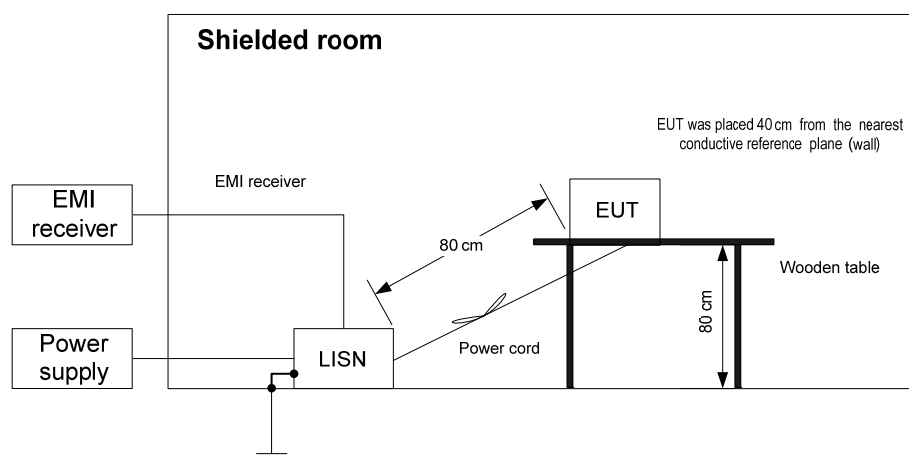 Shielded room
EUT was placed 40 cm from the nearest
conductive reference plane (wall)
EMI receiver
EMI
receiver
EUT
80 cm
Wooden table
80 cm
Power
supply
LISN
Power cord